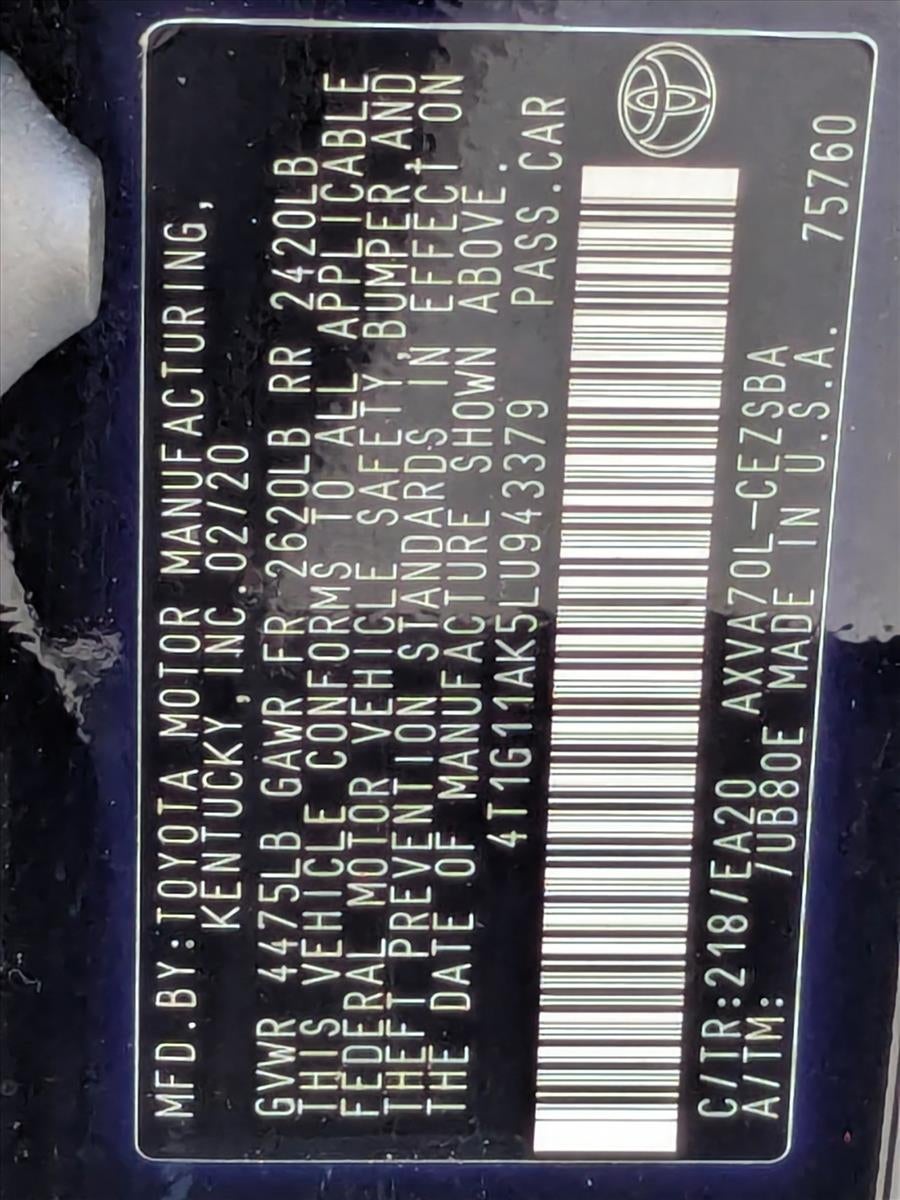 MFD.BY:TOYOTA MOTOR MANUFACTURING,
KENTUCKY,INC.02/20
GVWR 4475LB GAWR FR 2620LB RR 2420LB
THIS VEHICLE CONFORMS TO ALL APPLICABLE
FEDERAL MOTOR VEHICLE SAFETY,BUMPER,AND
THEFT PREVENTION STANDARDS IN EFFECT ON
THE DATE OF MANUFACTURE SHOWN ABOVE.
4T1G11AK5LU943379 PASS.CAR
C/TR:218/EA20 AXVA70L-CEZSBA
A/TM: /UB80E MADE IN U.S.A. 75760